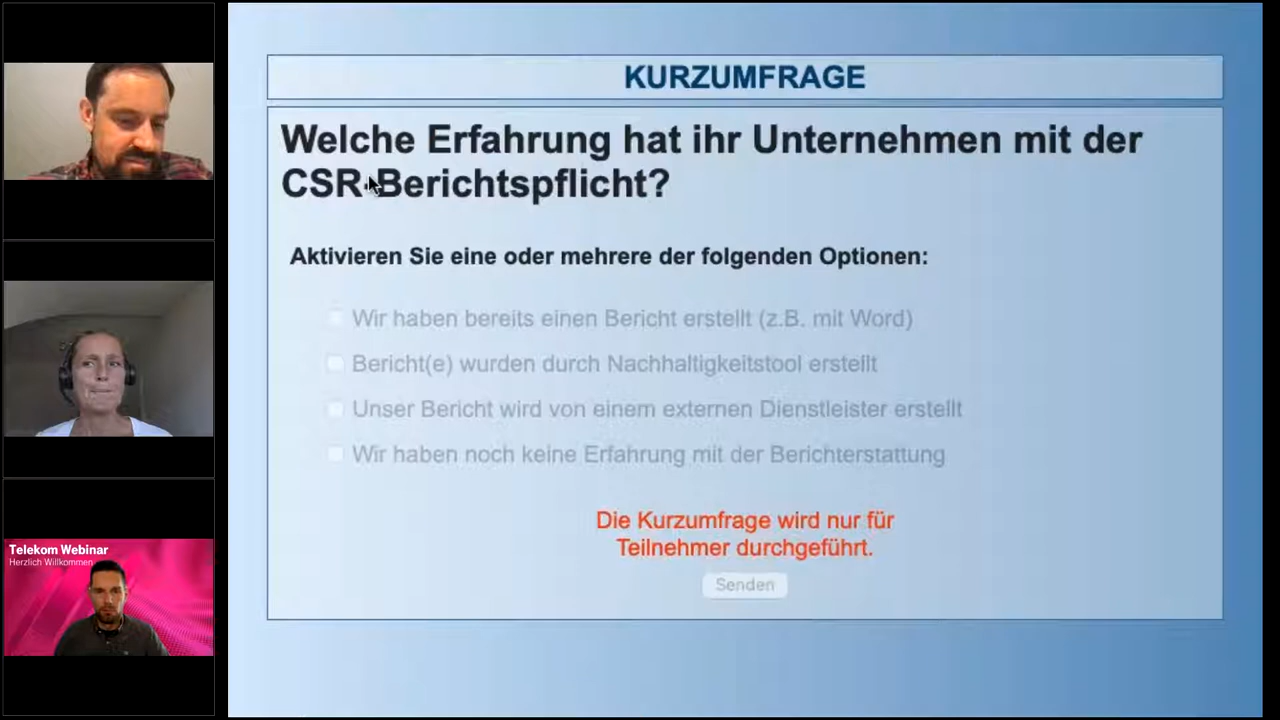 KURZUMFRAGE
Welche Erfahrung hat ihr Unternehmen mit der
CSR-Berichtspflicht?
Aktivieren Sie eine oder mehrere der folgenden Optionen:
Wir haben bereits einen Bericht erstellt (z.B. mit Word)
Bericht(e) wurden durch Nachhaltigkeitstool erstellt
Unser Bericht wird von einem externen Dienstleister erstellt
Wir haben noch keine Erfahrung mit der Berichterstattung
Die Kurzumfrage wird nur für
Teilnehmer durchgeführt.
Senden
Telekom Webinar
Herzlich Willkommen